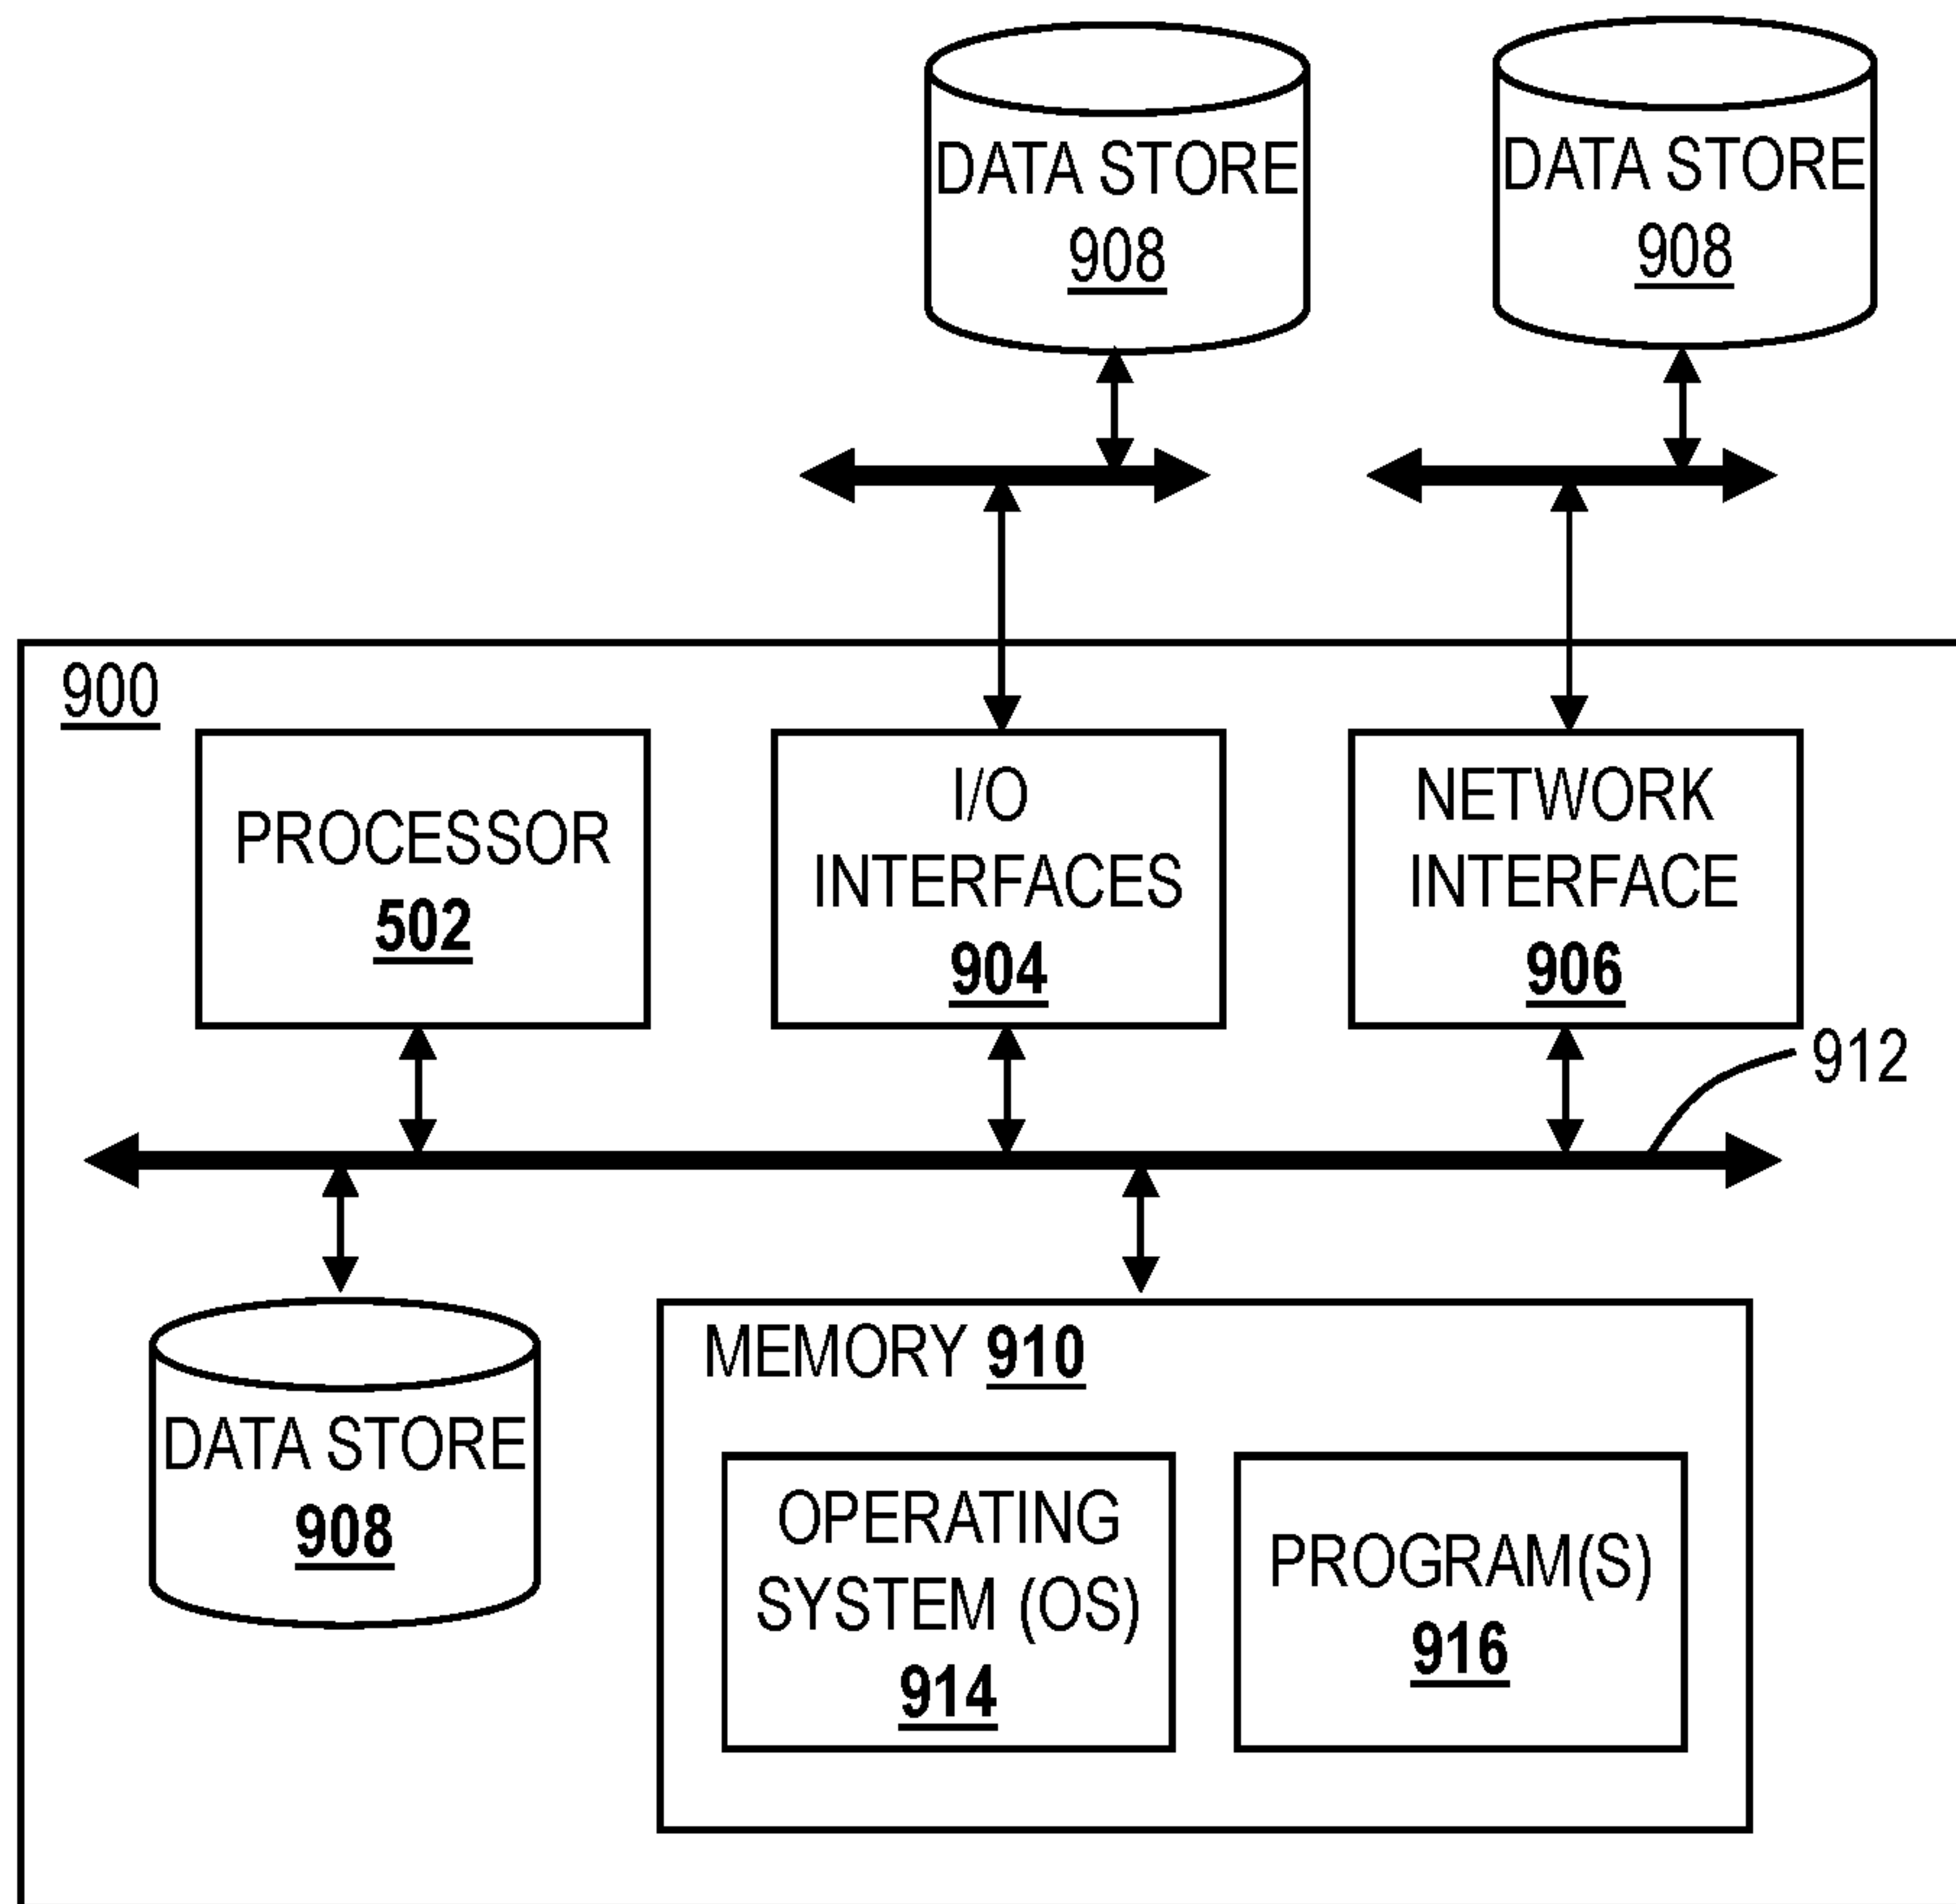 DATA STORE
908
DATA STORE
908
900
PROCESSOR
502
I/O
INTERFACES
904
NETWORK
INTERFACE
906
912
DATA STORE
908
MEMORY 910
OPERATING
SYSTEM (OS)
914
PROGRAM(S)
916